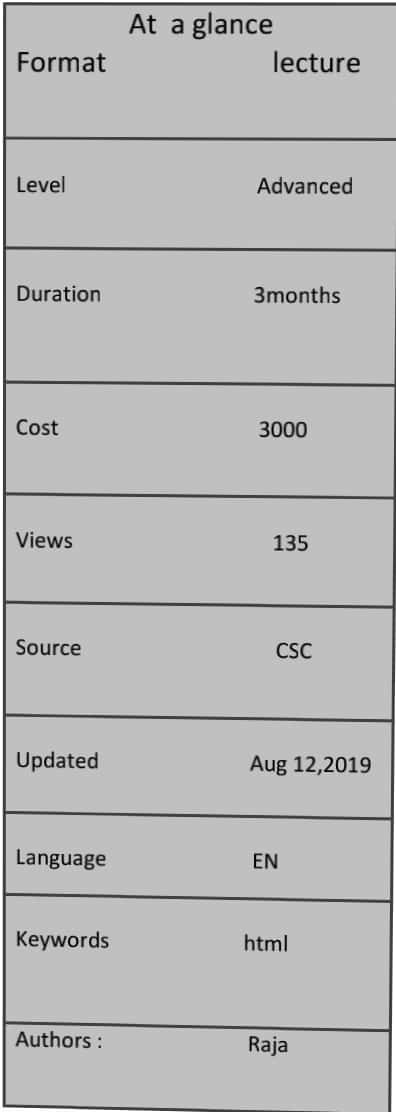 At a glance
Format lecture
Level Advanced
Duration 3months
Cost 3000
Views 135
Source CSC
Updated Aug 12,2019
Language EN
Keywords html
Authors : Raja